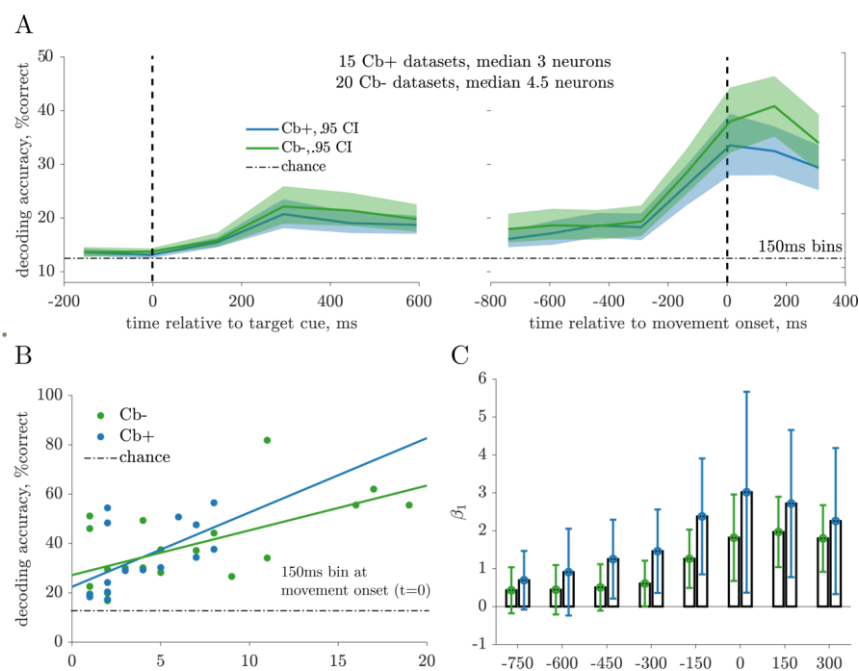 A
15 Cb+ datasets, median 3 neurons
20 Cb- datasets, median 4.5 neurons
decoding accuracy, %correct
50
40
30
20
10
Cb+, .95 CI
Cb-,.95 CI
chance
150ms bins
-200 0 200 400 600
-800 -600 -400 -200 0 200 400
time relative to target cue, ms
time relative to movement onset, ms
B
decoding accuracy, %correct
100
80
60
40
20
0
Cb-
Cb+
chance
150ms bin at
movement onset (t=0)
0 5 10 15 20
C
β1
6
5
4
3
2
1
0
-1
-750 -600 -450 -300 -150 0 150 300